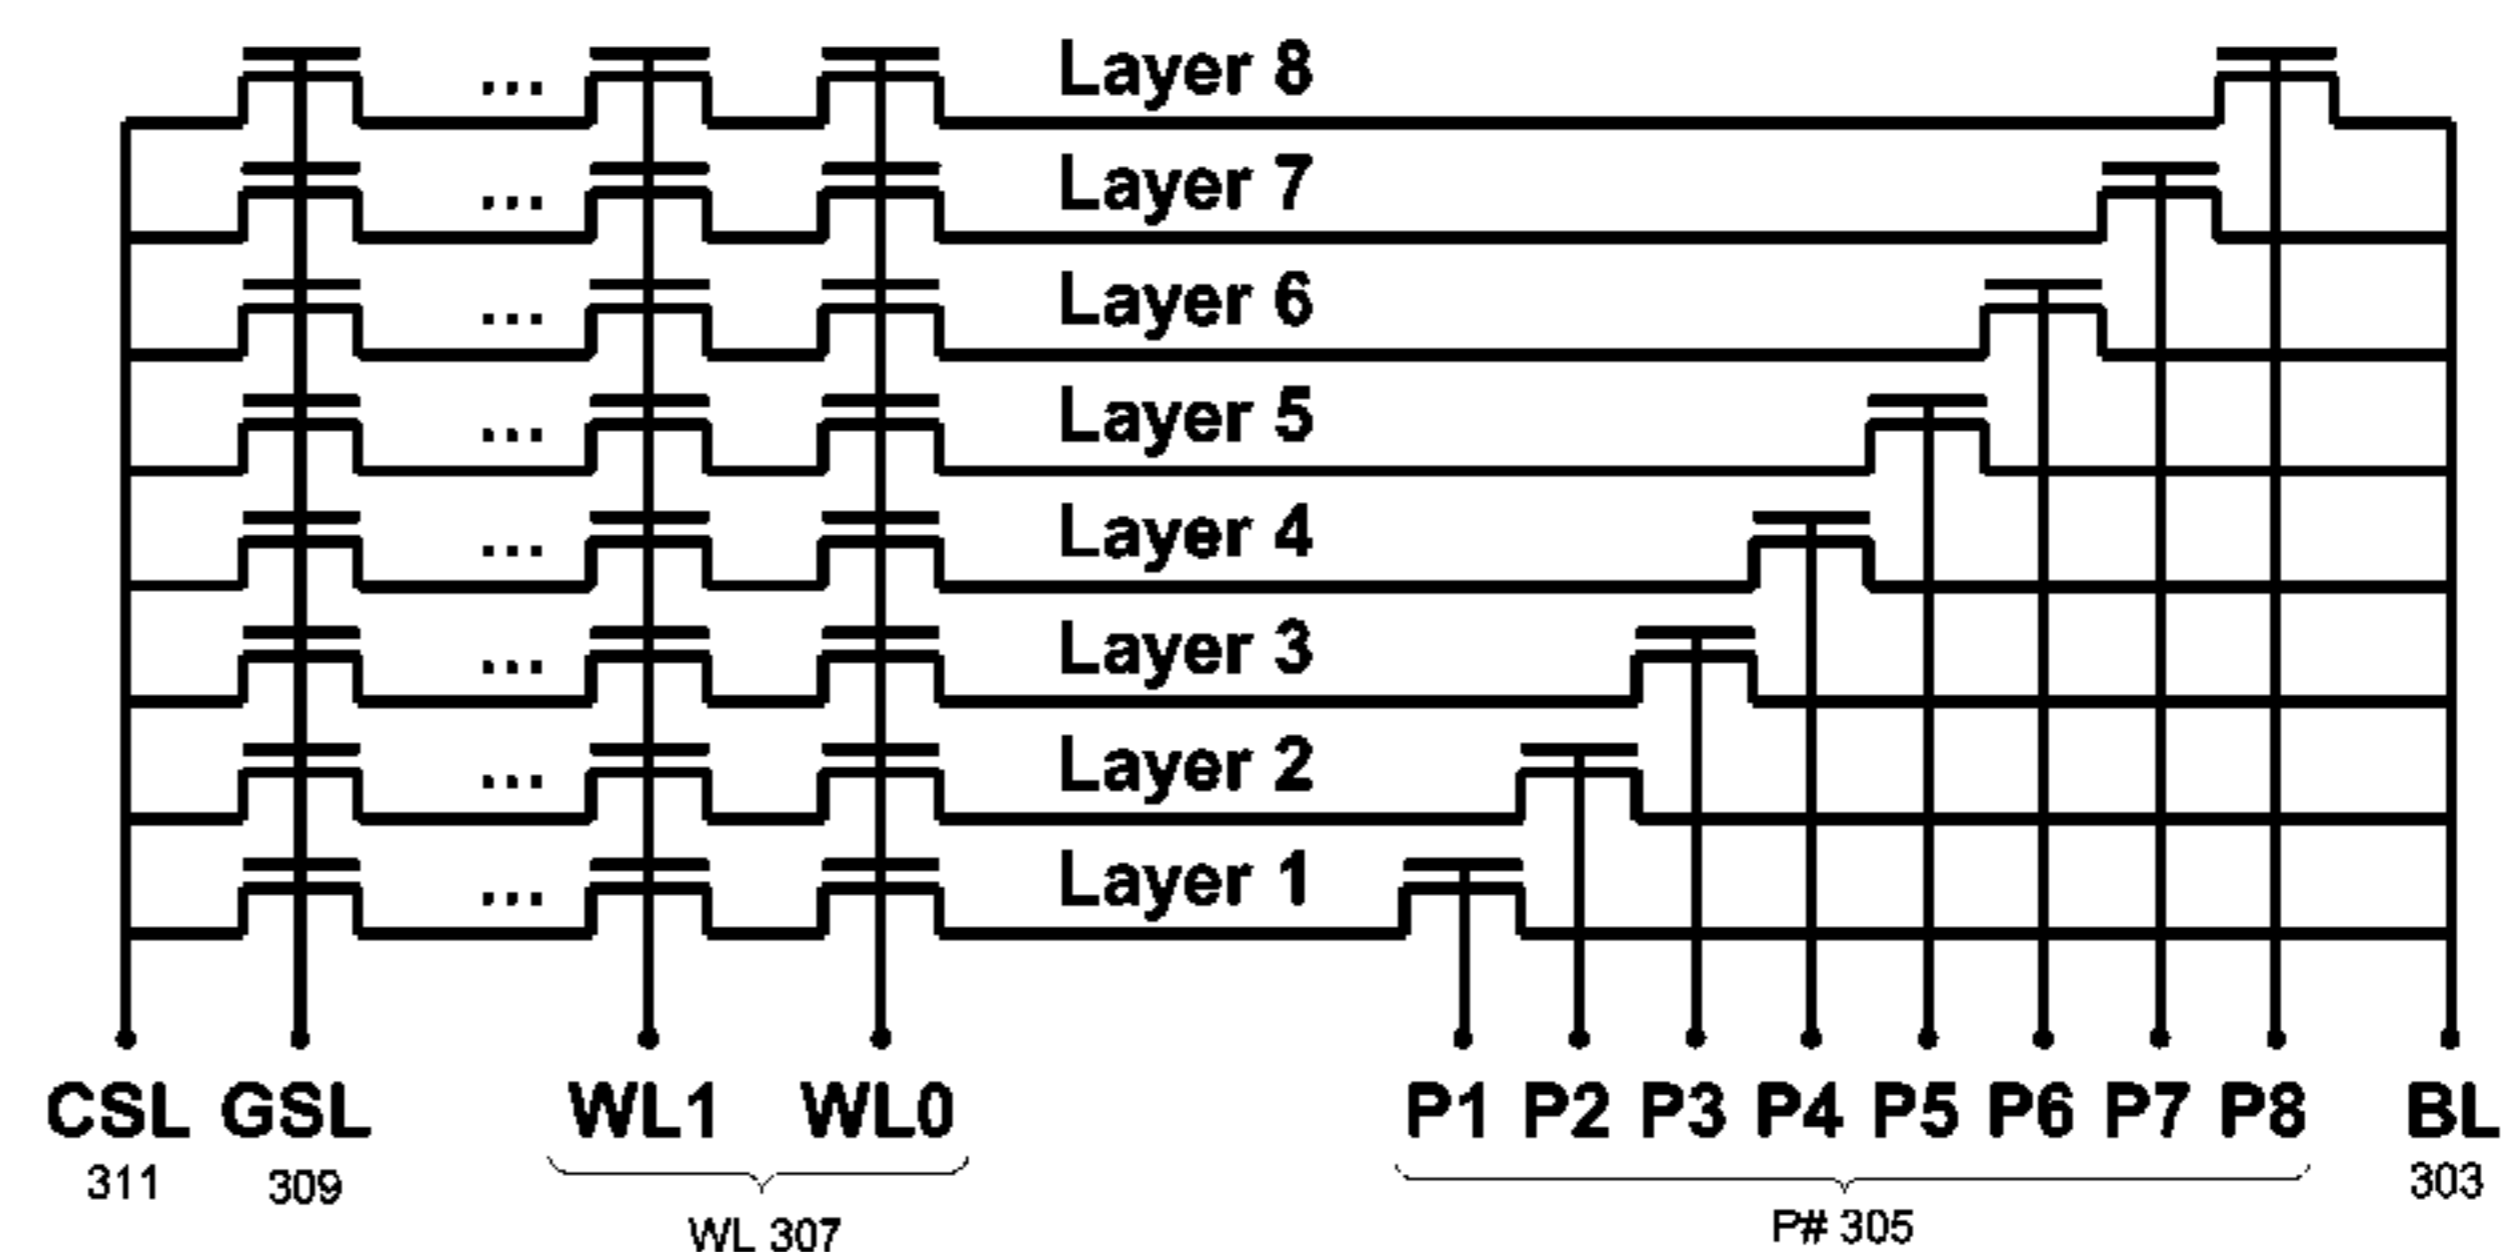 ... Layer 8
... Layer 7
... Layer 6
... Layer 5
... Layer 4
... Layer 3
... Layer 2
... Layer 1
CSL GSL WL1 WL0 P1 P2 P3 P4 P5 P6 P7 P8 BL
311 309 303
WL 307 P# 305